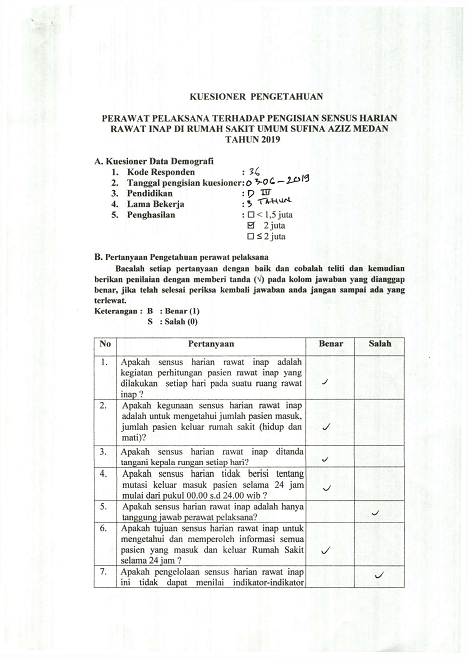 KUESIONER PENGETAHUAN
PERAWAT PELAKSANA TERHADAP PENGISIAN SENSUS HARIAN
RAWAT INAP DI RUMAH SAKIT UMUM SUFINA AZIZ MEDAN
TAHUN 2019
A. Kuesioner Data Demografi
1. Kode Responden : 36
2. Tanggal pengisian kuesioner: 03-06-2019
3. Pendidikan : D III
4. Lama Bekerja : 3 TAHUN
5. Penghasilan : ☐ < 1,5 juta
☑ 2 juta
☐ ≤ 2 juta
B. Pertanyaan Pengetahuan perawat pelaksana
Bacalah setiap pertanyaan dengan baik dan cobalah teliti dan kemudian
berikan penilaian dengan memberi tanda (√) pada kolom jawaban yang dianggap
benar, jika telah selesai periksa kembali jawaban anda jangan sampai ada yang
terlewat.
Keterangan : B : Benar (1)
S : Salah (0)
No Pertanyaan Benar Salah
1. Apakah sensus harian rawat inap adalah
kegiatan perhitungan pasien rawat inap yang
dilakukan setiap hari pada suatu ruang rawat ✓
inap ?
2. Apakah kegunaan sensus harian rawat inap
adalah untuk mengetahui jumlah pasien masuk,
jumlah pasien keluar rumah sakit (hidup dan ✓
mati)?
3. Apakah sensus harian rawat inap ditanda
tangani kepala rungan setiap hari? ✓
4. Apakah sensus harian tidak berisi tentang
mutasi keluar masuk pasien selama 24 jam ✓
mulai dari pukul 00.00 s.d 24.00 wib ?
5. Apakah sensus harian rawat inap adalah hanya
tanggung jawab perawat pelaksana? ✓
6. Apakah tujuan sensus harian rawat inap untuk
mengetahui dan memperoleh informasi semua
pasien yang masuk dan keluar Rumah Sakit ✓
selama 24 jam ?
7. Apakah pengelolaan sensus harian rawat inap ✓
ini tidak dapat menilai indikator-indikator